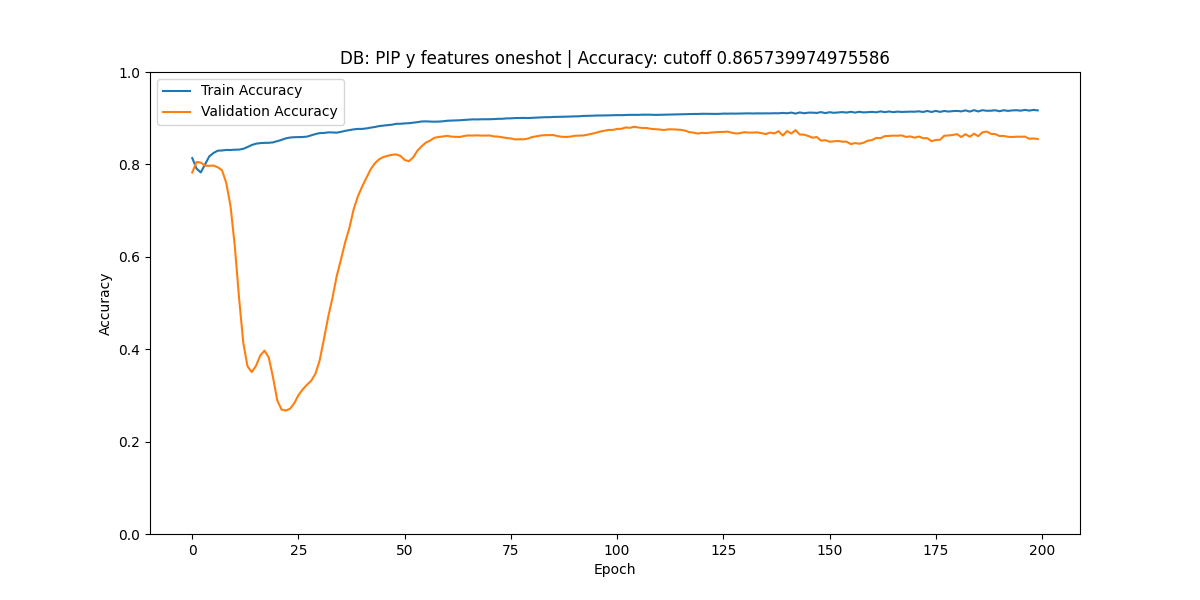 DB: PIP y features oneshot | Accuracy: cutoff 0.865739974975586
Train Accuracy
Validation Accuracy
1.0
0.8
0.6
0.4
0.2
0.0
Accuracy
0 25 50 75 100 125 150 175 200
Epoch